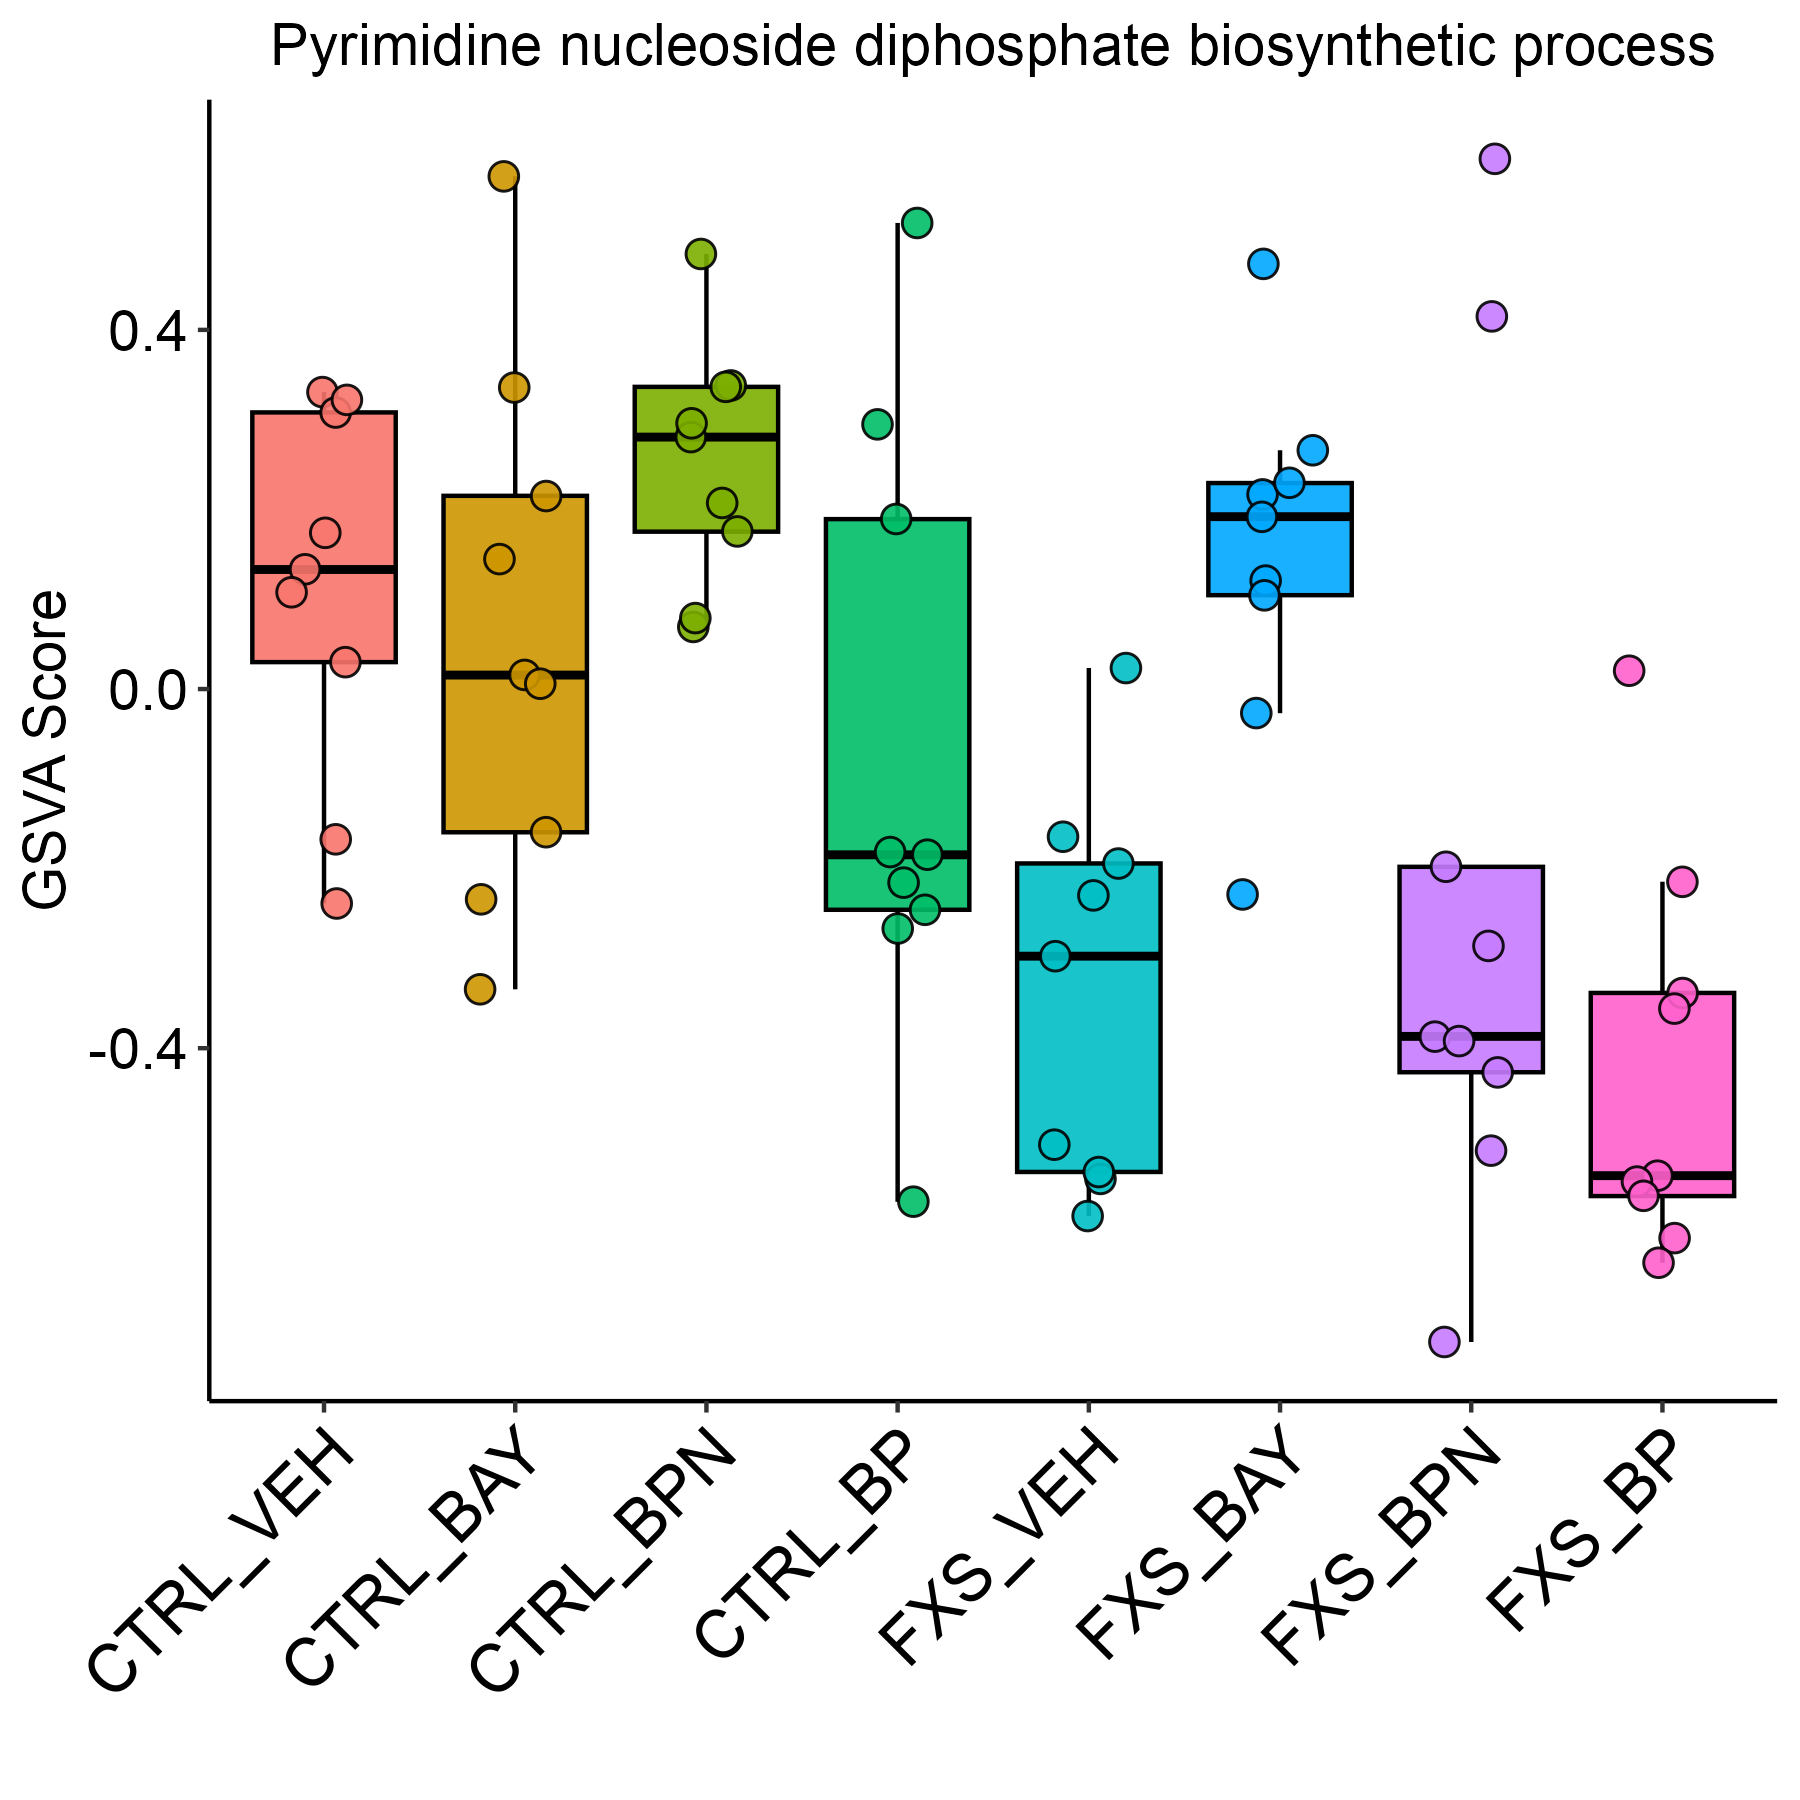 Pyrimidine nucleoside diphosphate biosynthetic process
GSVA Score
0.4
0.0
-0.4
CTRL_VEH
CTRL_BAY
CTRL_BPN
CTRL_BP
FXS_VEH
FXS_BAY
FXS_BPN
FXS_BP